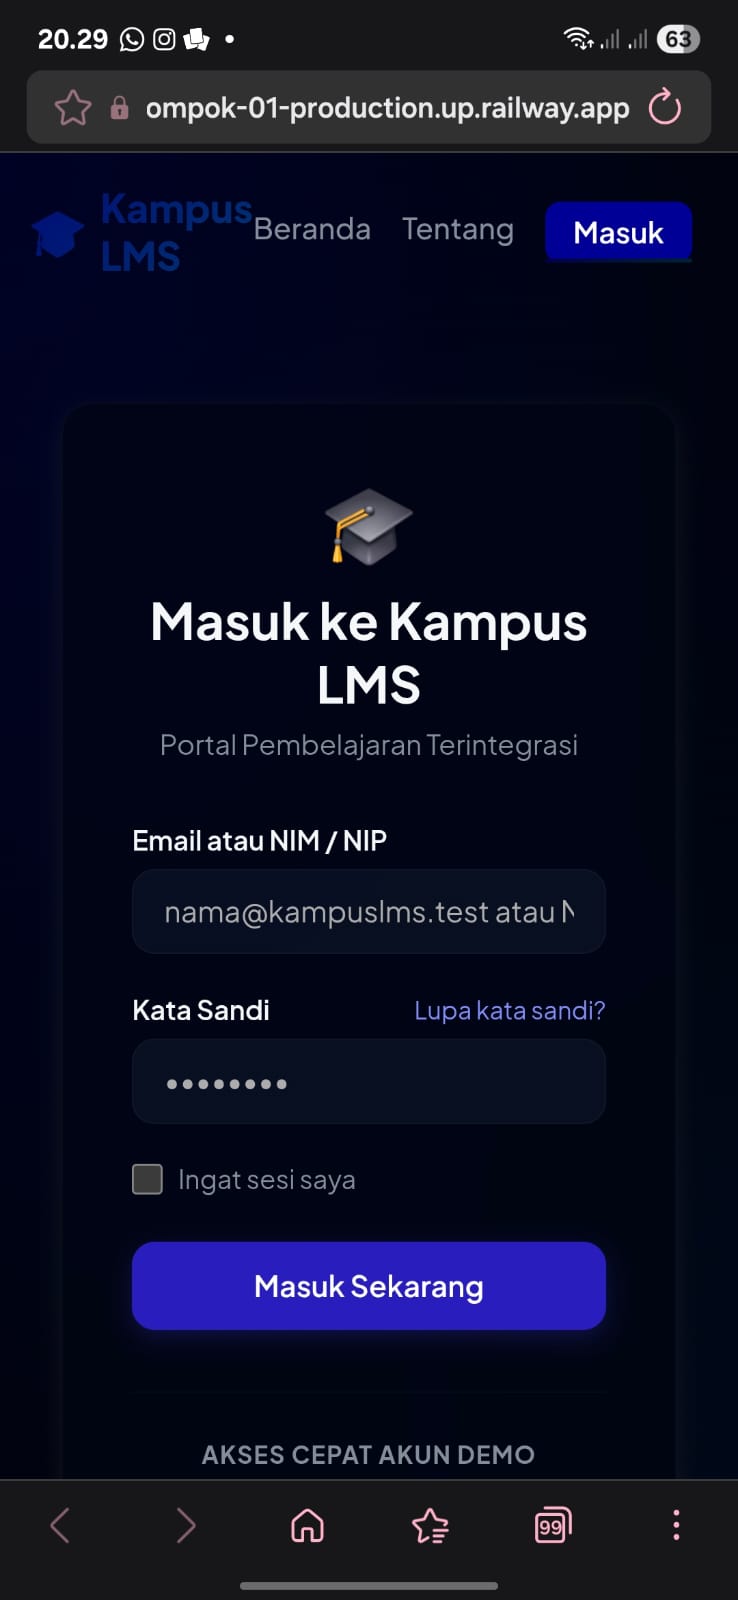 20.29
63
ompok-01-production.up.railway.app
Kampus
LMS
Beranda
Tentang
Masuk
Masuk ke Kampus
LMS
Portal Pembelajaran Terintegrasi
Email atau NIM / NIP
nama@kampuslms.test atau N
Kata Sandi
Lupa kata sandi?
Ingat sesi saya
Masuk Sekarang
AKSES CEPAT AKUN DEMO
99